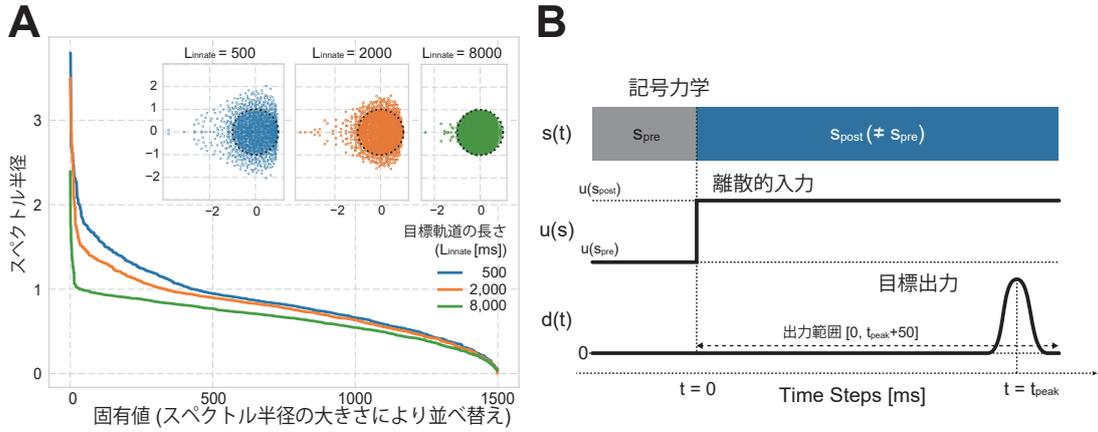 A
Linnate = 500
Linnate = 2000
Linnate = 8000
2
1
0
−1
−2
−2 0
−2 0
−2 0
3
2
1
0
スペクトル半径
目標軌道の長さ
(Linnate [ms])
500
2,000
8,000
0 500 1000 1500
固有値 (スペクトル半径の大きさにより並べ替え)
B
記号力学
s(t)
spre
spost (≠ spre)
離散的入力
u(spost)
u(s)
u(spre)
目標出力
d(t)
出力範囲 [0, tpeak+50]
0
t = 0
Time Steps [ms]
t = tpeak